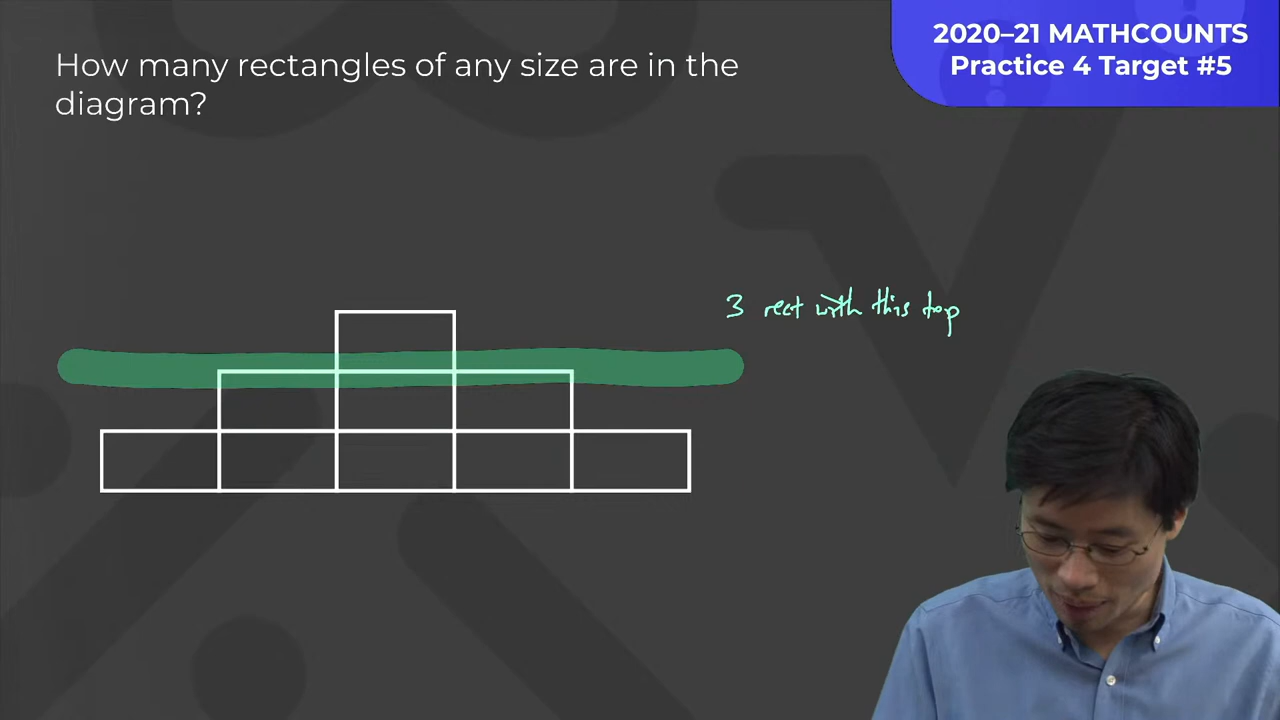 How many rectangles of any size are in the
diagram?
2020–21 MATHCOUNTS
Practice 4 Target #5
3 rect with this top